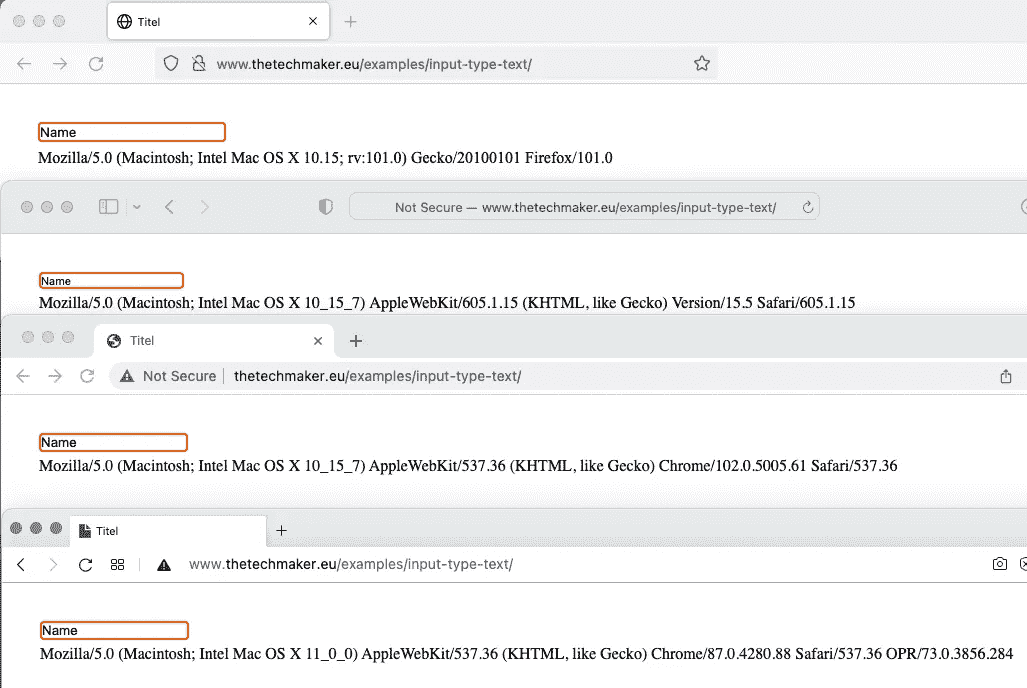 Titel
www.thetechmaker.eu/examples/input-type-text/
Name
Mozilla/5.0 (Macintosh; Intel Mac OS X 10.15; rv:101.0) Gecko/20100101 Firefox/101.0
Not Secure — www.thetechmaker.eu/examples/input-type-text/
Name
Mozilla/5.0 (Macintosh; Intel Mac OS X 10_15_7) AppleWebKit/605.1.15 (KHTML, like Gecko) Version/15.5 Safari/605.1.15
Titel
Not Secure thetechmaker.eu/examples/input-type-text/
Name
Mozilla/5.0 (Macintosh; Intel Mac OS X 10_15_7) AppleWebKit/537.36 (KHTML, like Gecko) Chrome/102.0.5005.61 Safari/537.36
Titel
www.thetechmaker.eu/examples/input-type-text/
Name
Mozilla/5.0 (Macintosh; Intel Mac OS X 11_0_0) AppleWebKit/537.36 (KHTML, like Gecko) Chrome/87.0.4280.88 Safari/537.36 OPR/73.0.3856.284